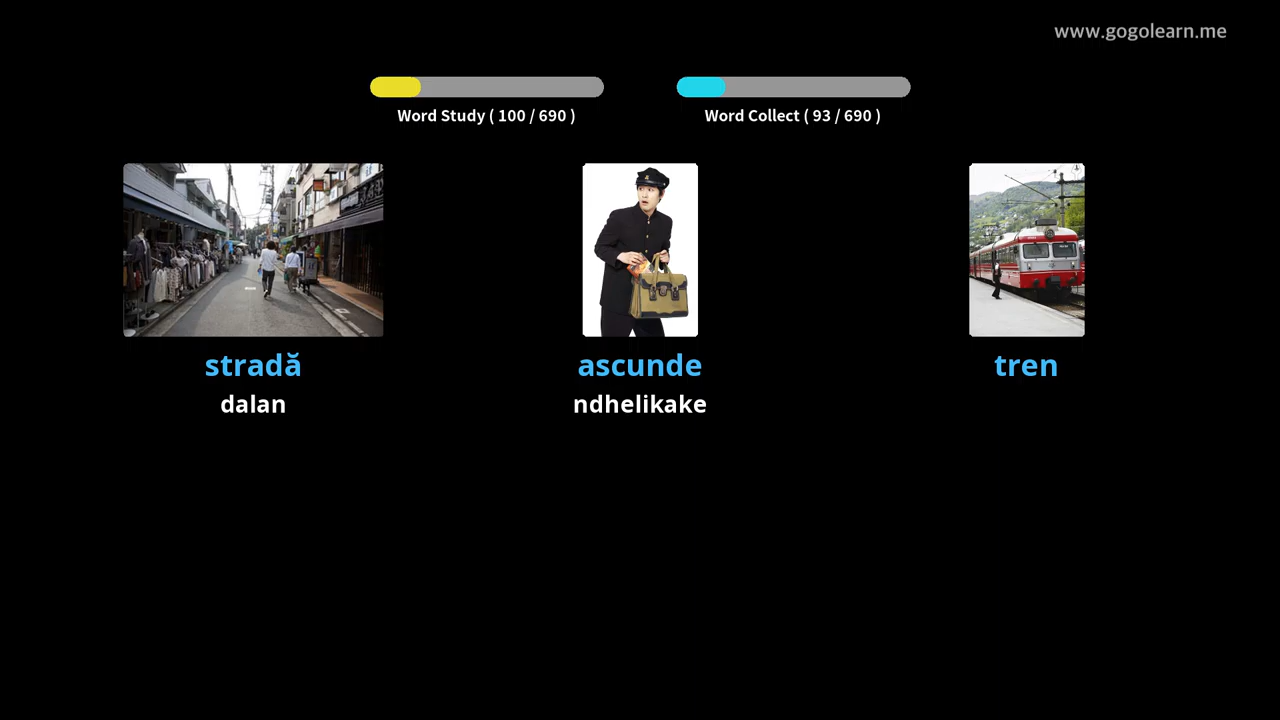 www.gogolearn.me
Word Study ( 100 / 690 )
Word Collect ( 93 / 690 )
stradă
ascunde
tren
dalan
ndhelikake